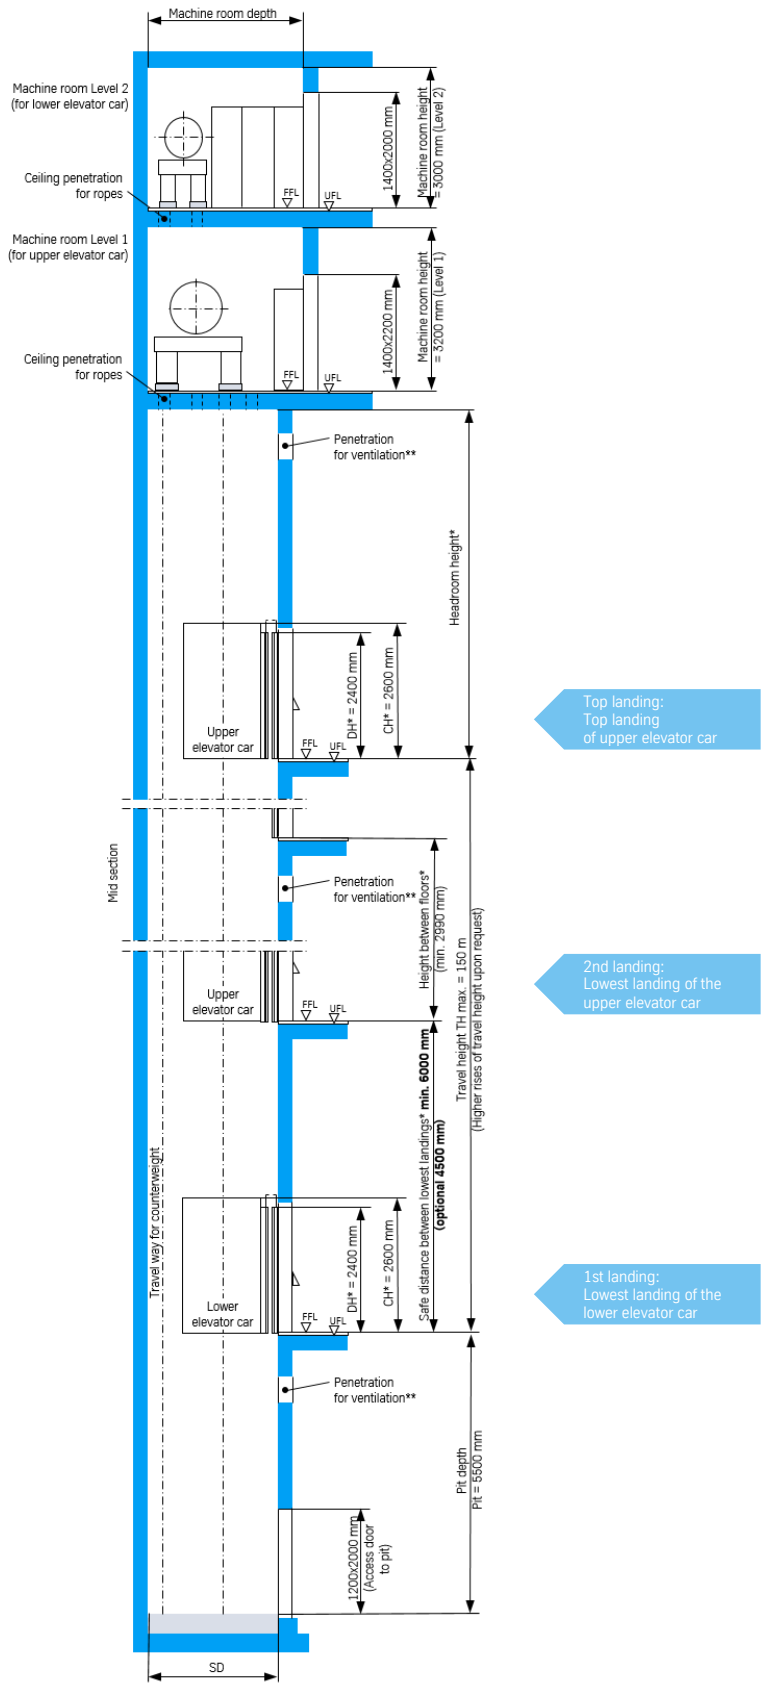 Machine room depth
Machine room Level 2
(for lower elevator car)
1400x2000 mm
Machine room height
= 3000 mm (Level 2)
Ceiling penetration
for ropes
FFL
UFL
Machine room Level 1
(for upper elevator car)
1400x2200 mm
Machine room height
= 3200 mm (Level 1)
Ceiling penetration
for ropes
FFL
UFL
Penetration
for ventilation**
Headroom height*
DH* = 2400 mm
CH* = 2600 mm
Upper
elevator car
FFL
UFL
Top landing:
Top landing
of upper elevator car
Mid section
Penetration
for ventilation**
Height between floors*
(min. 2990 mm)
Travel height TH max. = 150 m
(Higher rises of travel height upon request)
Upper
elevator car
FFL
UFL
2nd landing:
Lowest landing of the
upper elevator car
Safe distance between lowest landings* min. 6000 mm
(optional 4500 mm)
Travel way for counterweight
DH* = 2400 mm
CH* = 2600 mm
Lower
elevator car
FFL
UFL
1st landing:
Lowest landing of the
lower elevator car
Penetration
for ventilation**
Pit depth
Pit = 5500 mm
1200x2000 mm
(Access door
to pit)
SD